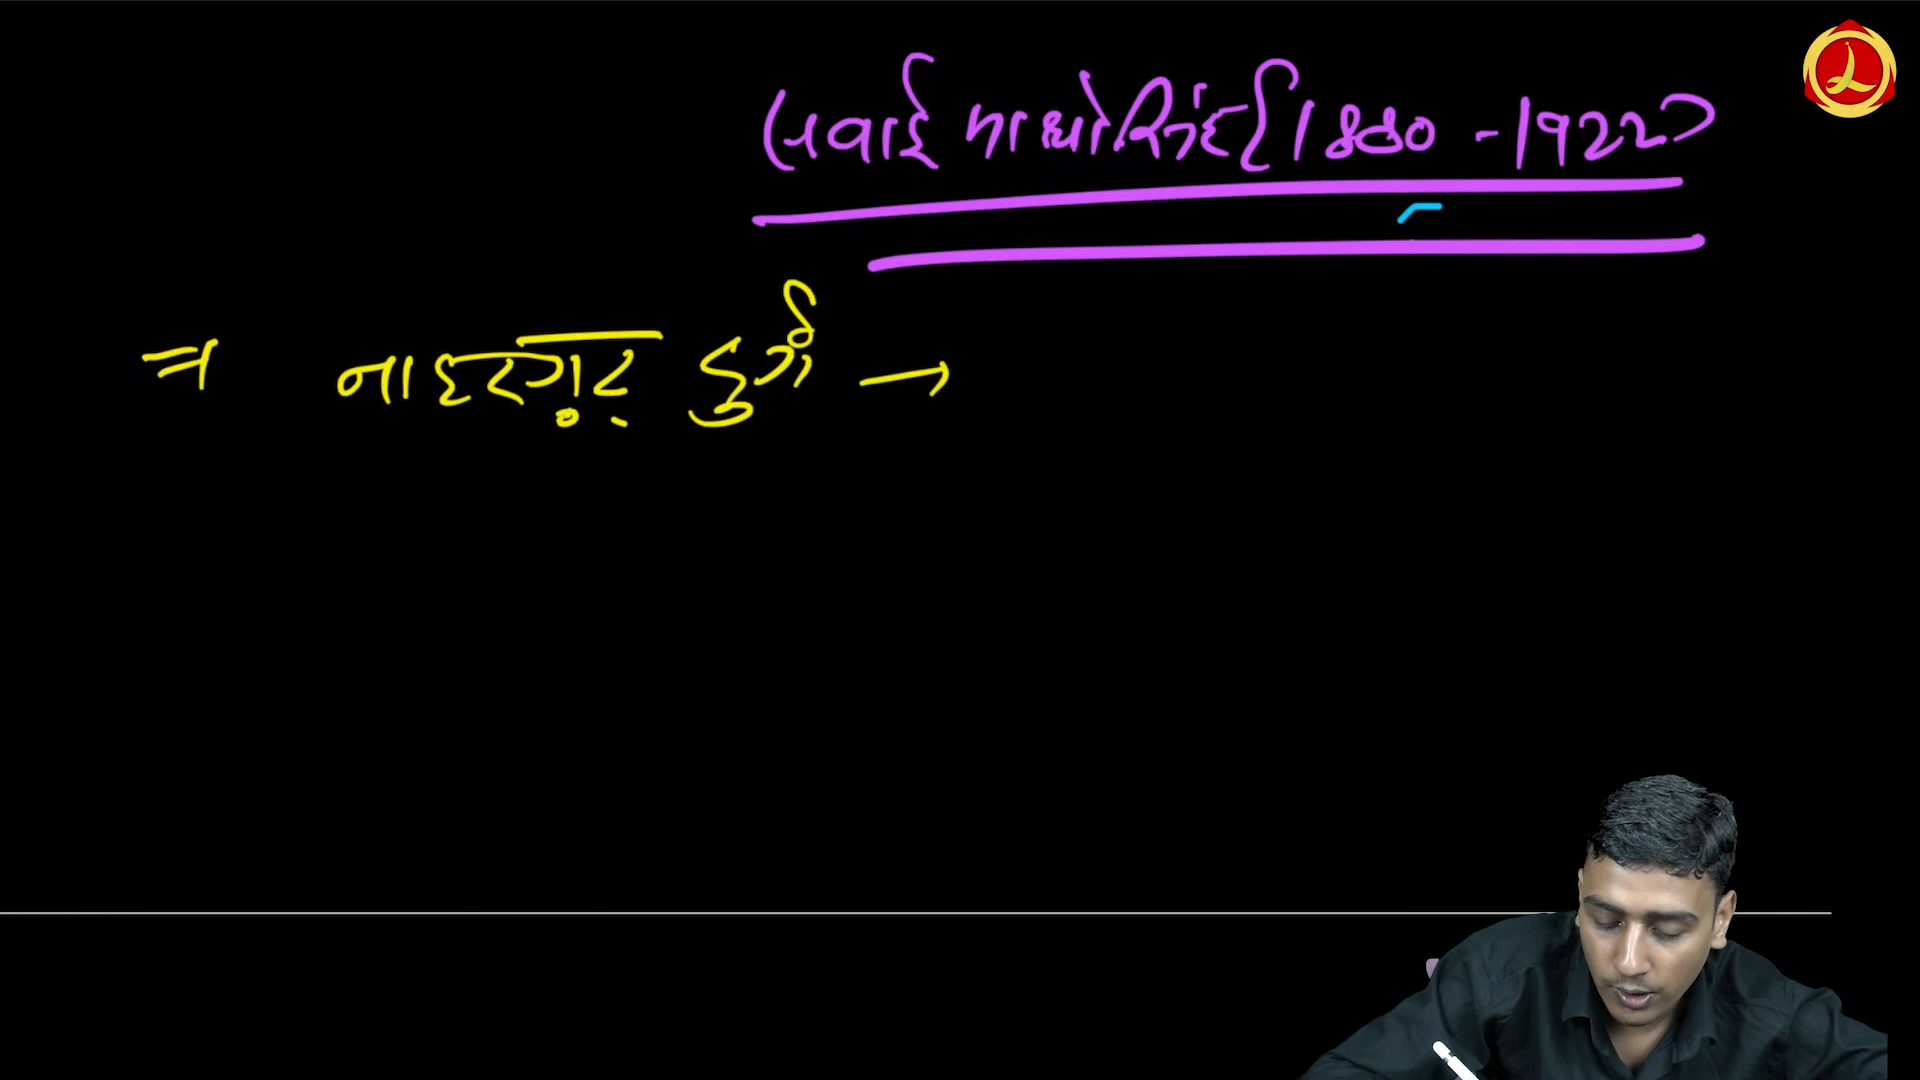 (सवाई माधोसिंह (1880 - 1922)
⇒ नाहरगढ़ दुर्ग →